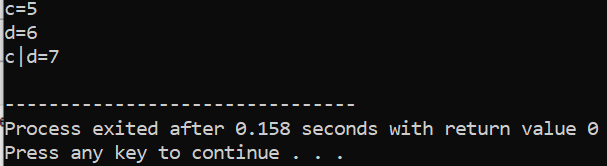 c=5
d=6
c|d=7
--------------------------------
Process exited after 0.158 seconds with return value 0
Press any key to continue . . .